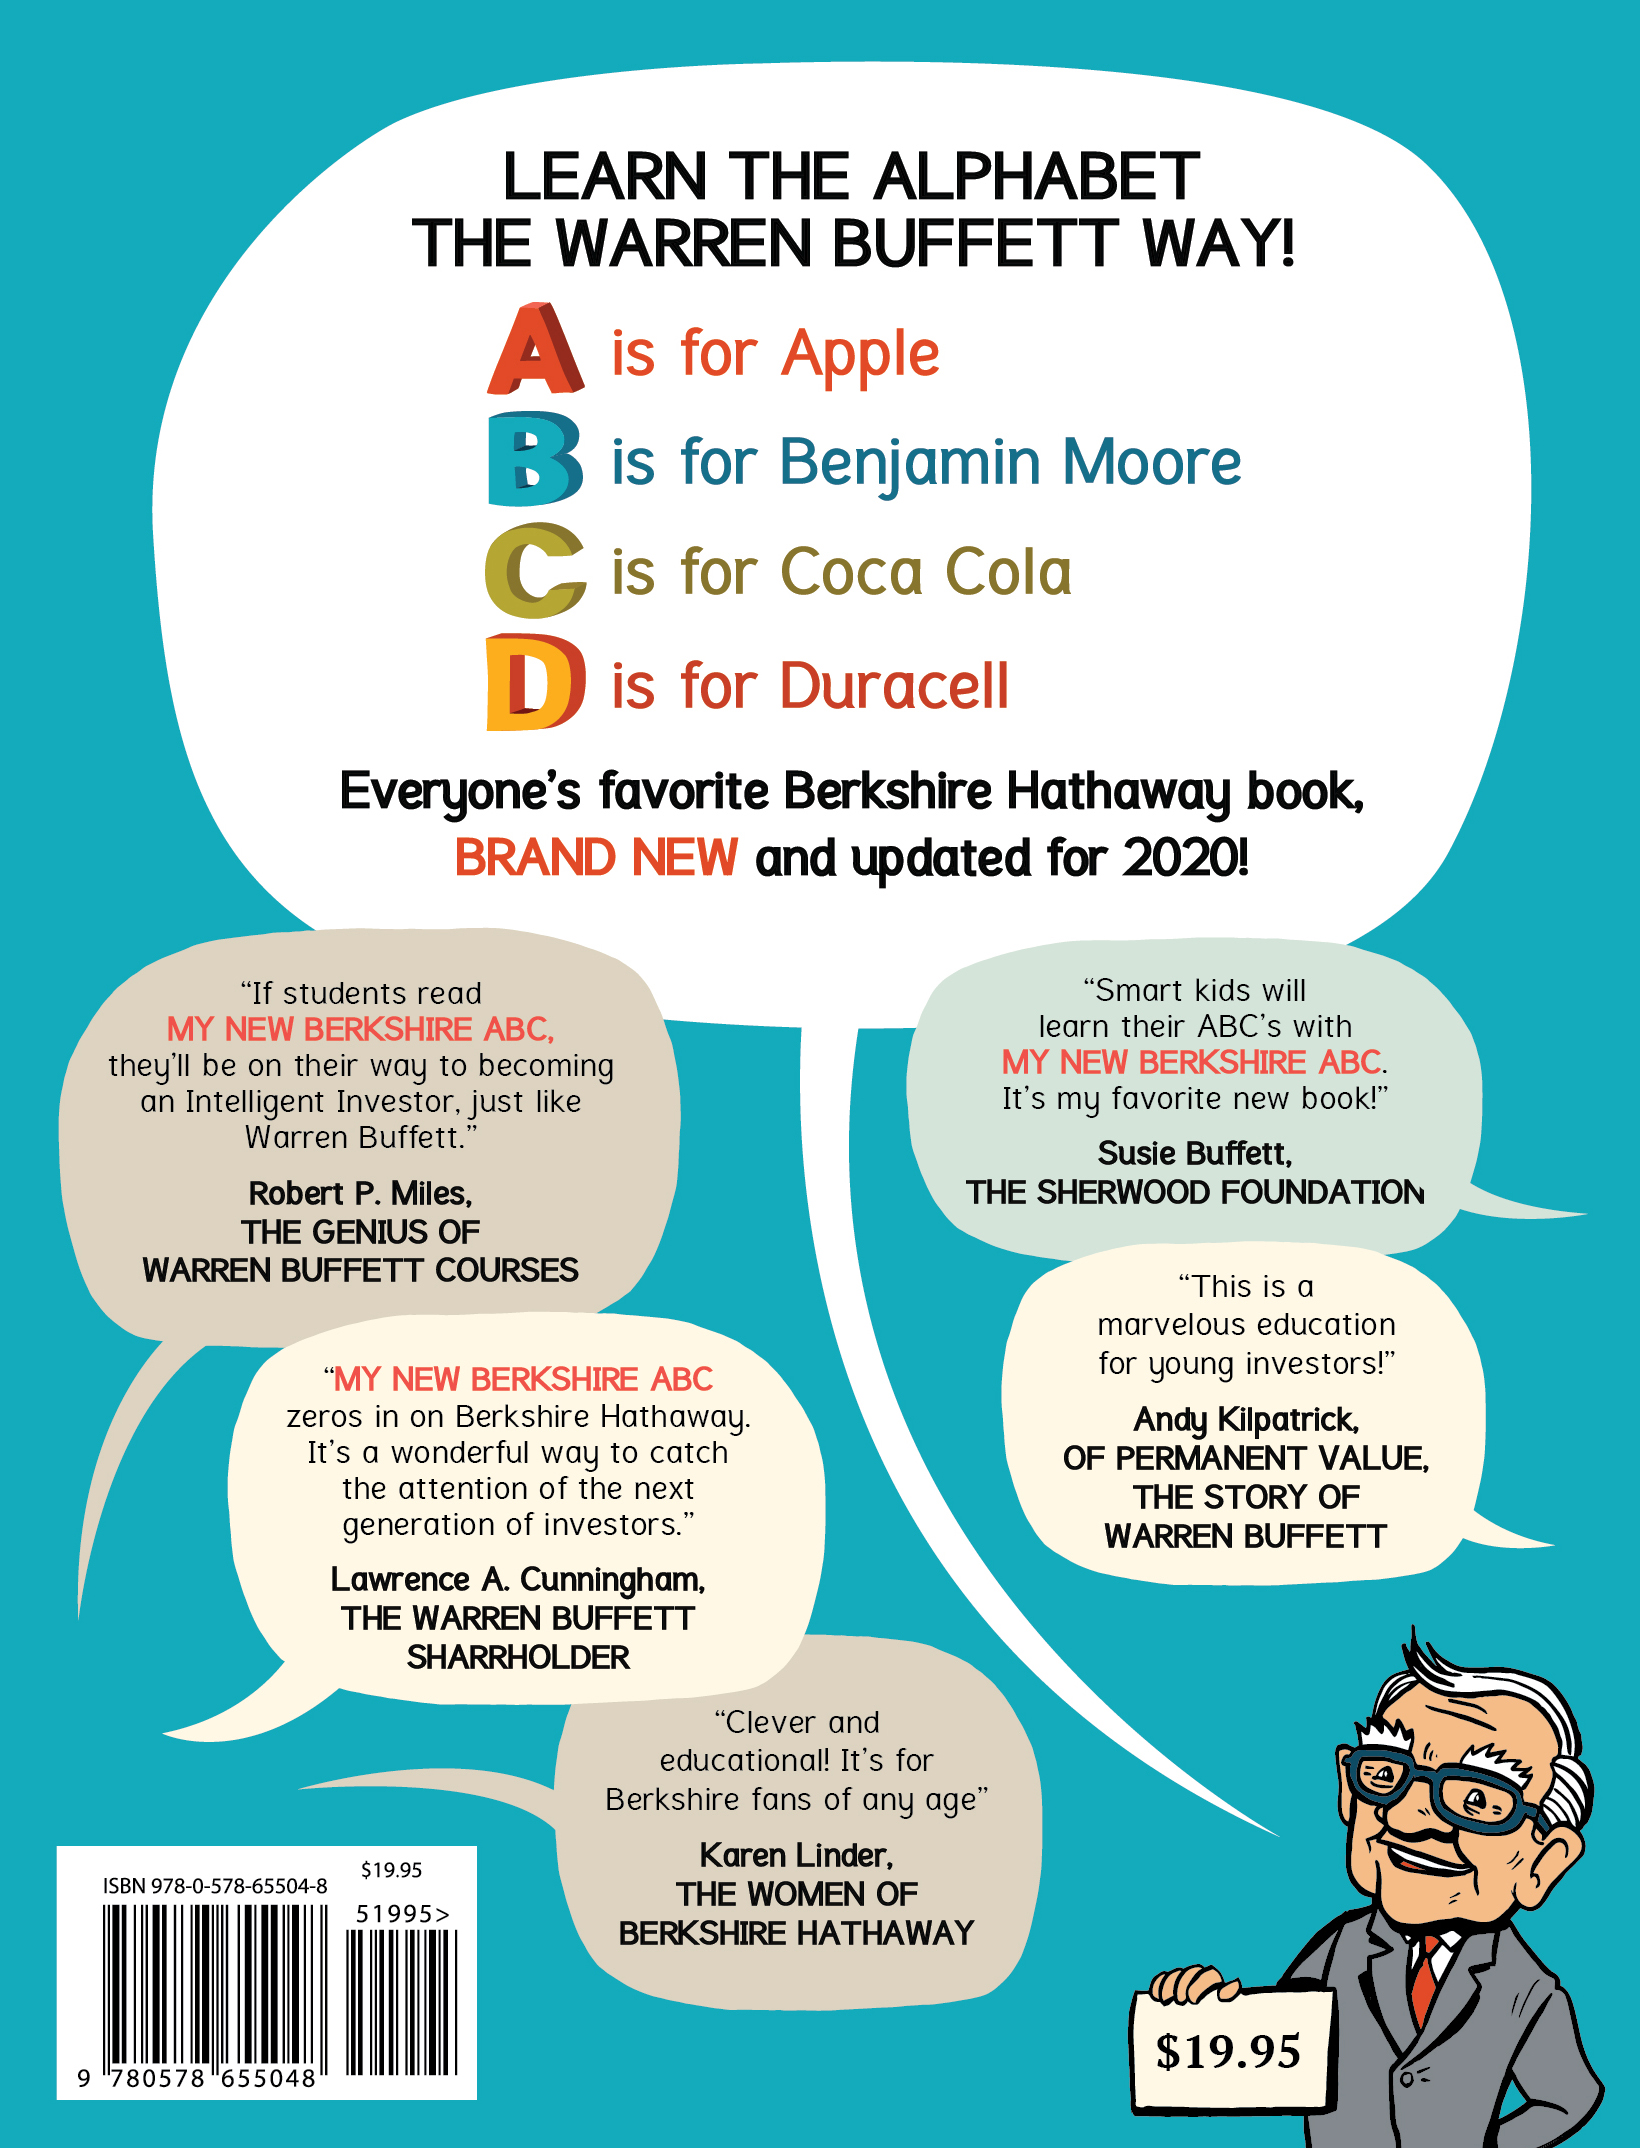 LEARN THE ALPHABET
THE WARREN BUFFETT WAY!
A is for Apple
B is for Benjamin Moore
C is for Coca Cola
D is for Duracell
Everyone's favorite Berkshire Hathaway book,
BRAND NEW and updated for 2020!
“If students read
MY NEW BERKSHIRE ABC,
they'll be on their way to becoming
an Intelligent Investor, just like
Warren Buffett.”
Robert P. Miles,
THE GENIUS OF
WARREN BUFFETT COURSES
“Smart kids will
learn their ABC's with
MY NEW BERKSHIRE ABC.
It's my favorite new book!”
Susie Buffett,
THE SHERWOOD FOUNDATION
“This is a
marvelous education
for young investors!”
Andy Kilpatrick,
OF PERMANENT VALUE,
THE STORY OF
WARREN BUFFETT
“MY NEW BERKSHIRE ABC
zeros in on Berkshire Hathaway.
It's a wonderful way to catch
the attention of the next
generation of investors.”
Lawrence A. Cunningham,
THE WARREN BUFFETT
SHARRHOLDER
“Clever and
educational! It's for
Berkshire fans of any age”
Karen Linder,
THE WOMEN OF
BERKSHIRE HATHAWAY
ISBN 978-0-578-65504-8
$19.95
51995>
9 780578 655048
$19.95